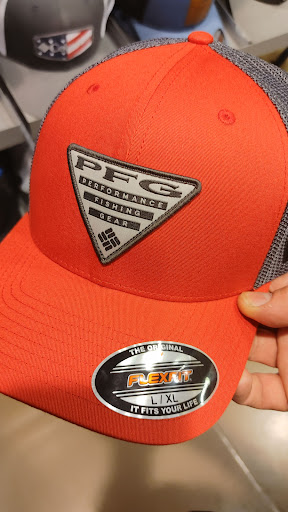 PFG
PERFORMANCE
FISHING
GEAR
THE ORIGINAL
FLEXFIT
L / XL
IT FITS YOUR LIFE